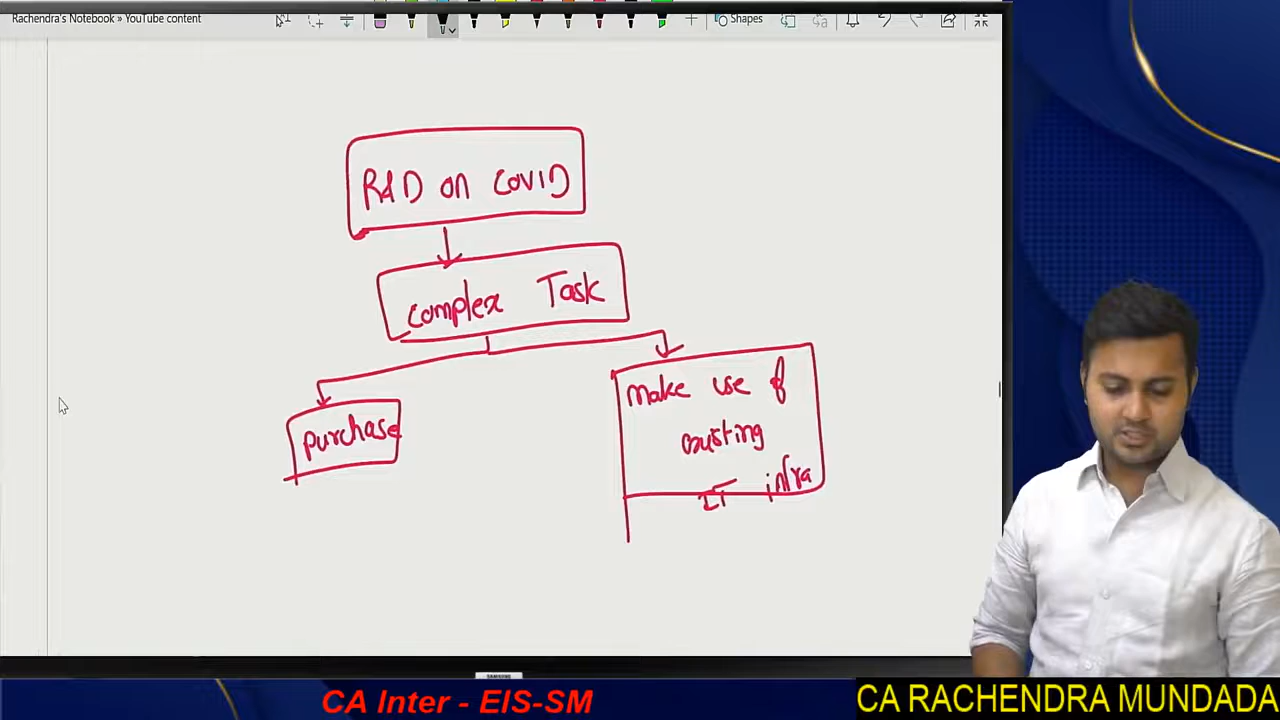 Rachendra's Notebook » YouTube content
Shapes
R&D on COVID
Complex Task
purchase
Make use of
existing
IT infra
SAMSUNG
CA Inter - EIS-SM
CA RACHENDRA MUNDADA